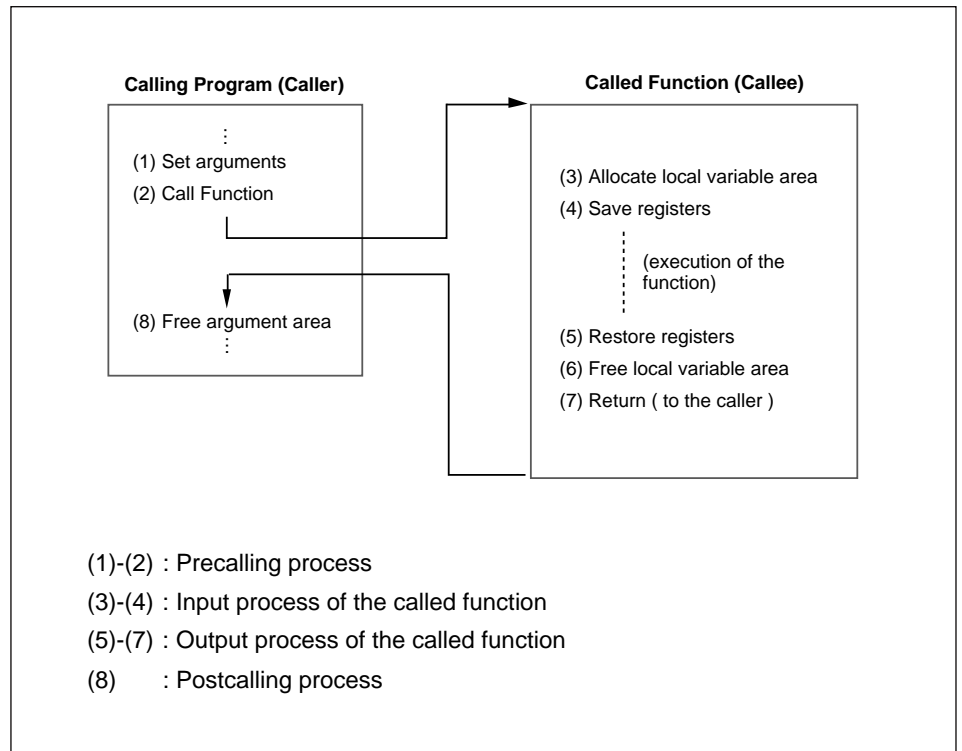 Calling Program (Caller)
⋮
(1) Set arguments
(2) Call Function
(8) Free argument area
⋮
Called Function (Callee)
(3) Allocate local variable area
(4) Save registers
(execution of the
function)
(5) Restore registers
(6) Free local variable area
(7) Return ( to the caller )
(1)-(2) : Precalling process
(3)-(4) : Input process of the called function
(5)-(7) : Output process of the called function
(8) : Postcalling process